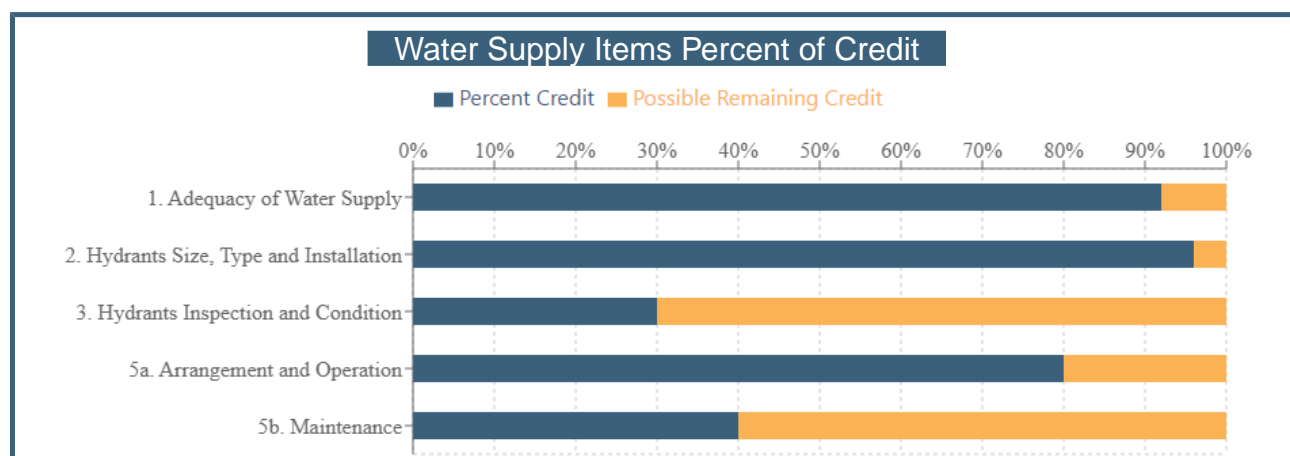 Water Supply Items Percent of Credit
Percent Credit Possible Remaining Credit
0% 10% 20% 30% 40% 50% 60% 70% 80% 90% 100%
1. Adequacy of Water Supply
2. Hydrants Size, Type and Installation
3. Hydrants Inspection and Condition
5a. Arrangement and Operation
5b. Maintenance